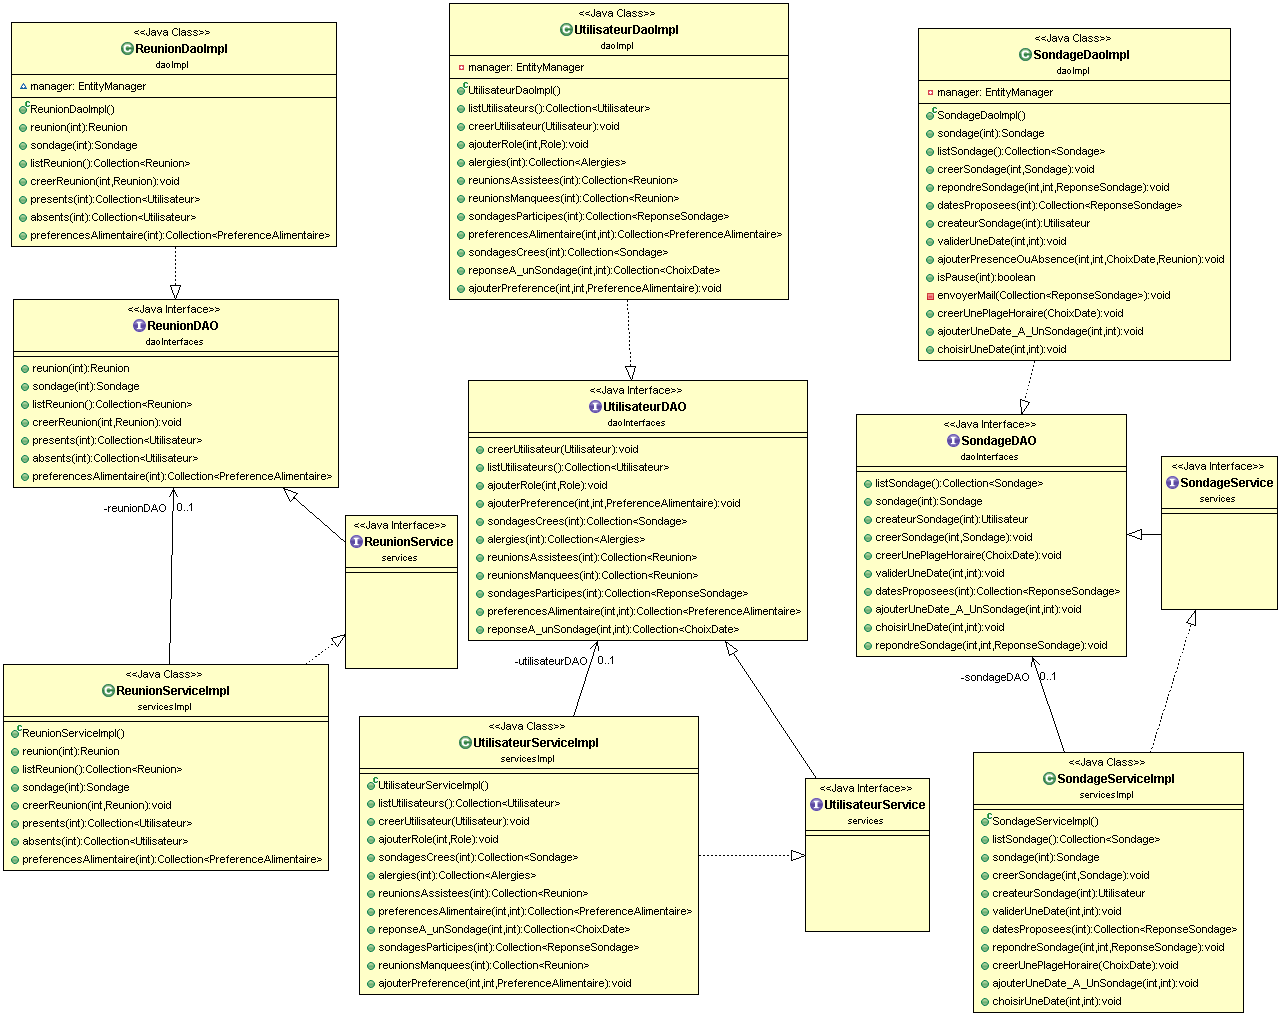 <<Java Class>>
ReunionDaoImpl
daoImpl
manager: EntityManager
ReunionDaoImpl()
reunion(int):Reunion
sondage(int):Sondage
listReunion():Collection<Reunion>
creerReunion(int,Reunion):void
presents(int):Collection<Utilisateur>
absents(int):Collection<Utilisateur>
preferencesAlimentaire(int):Collection<PreferenceAlimentaire>
<<Java Class>>
UtilisateurDaoImpl
daoImpl
manager: EntityManager
UtilisateurDaoImpl()
listUtilisateurs():Collection<Utilisateur>
creerUtilisateur(Utilisateur):void
ajouterRole(int,Role):void
alergies(int):Collection<Alergies>
reunionsAssistees(int):Collection<Reunion>
reunionsManquees(int):Collection<Reunion>
sondagesParticipes(int):Collection<ReponseSondage>
preferencesAlimentaire(int,int):Collection<PreferenceAlimentaire>
sondagesCrees(int):Collection<Sondage>
reponseA_unSondage(int,int):Collection<ChoixDate>
ajouterPreference(int,int,PreferenceAlimentaire):void
<<Java Class>>
SondageDaoImpl
daoImpl
manager: EntityManager
SondageDaoImpl()
sondage(int):Sondage
listSondage():Collection<Sondage>
creerSondage(int,Sondage):void
repondreSondage(int,int,ReponseSondage):void
datesProposees(int):Collection<ReponseSondage>
createurSondage(int):Utilisateur
validerUneDate(int,int):void
ajouterPresenceOuAbsence(int,int,ChoixDate,Reunion):void
isPause(int):boolean
envoyerMail(Collection<ReponseSondage>):void
creerUnePlageHoraire(ChoixDate):void
ajouterUneDate_A_UnSondage(int,int):void
choisirUneDate(int,int):void
<<Java Interface>>
ReunionDAO
daoInterfaces
reunion(int):Reunion
sondage(int):Sondage
listReunion():Collection<Reunion>
creerReunion(int,Reunion):void
presents(int):Collection<Utilisateur>
absents(int):Collection<Utilisateur>
preferencesAlimentaire(int):Collection<PreferenceAlimentaire>
<<Java Interface>>
UtilisateurDAO
daoInterfaces
creerUtilisateur(Utilisateur):void
listUtilisateurs():Collection<Utilisateur>
ajouterRole(int,Role):void
ajouterPreference(int,int,PreferenceAlimentaire):void
sondagesCrees(int):Collection<Sondage>
alergies(int):Collection<Alergies>
reunionsAssistees(int):Collection<Reunion>
reunionsManquees(int):Collection<Reunion>
sondagesParticipes(int):Collection<ReponseSondage>
preferencesAlimentaire(int,int):Collection<PreferenceAlimentaire>
reponseA_unSondage(int,int):Collection<ChoixDate>
<<Java Interface>>
SondageDAO
daoInterfaces
listSondage():Collection<Sondage>
sondage(int):Sondage
createurSondage(int):Utilisateur
creerSondage(int,Sondage):void
creerUnePlageHoraire(ChoixDate):void
validerUneDate(int,int):void
datesProposees(int):Collection<ReponseSondage>
ajouterUneDate_A_UnSondage(int,int):void
choisirUneDate(int,int):void
repondreSondage(int,int,ReponseSondage):void
<<Java Interface>>
SondageService
services
-reunionDAO 0..1
<<Java Interface>>
ReunionService
services
-utilisateurDAO 0..1
-sondageDAO 0..1
<<Java Class>>
ReunionServiceImpl
servicesImpl
ReunionServiceImpl()
reunion(int):Reunion
listReunion():Collection<Reunion>
sondage(int):Sondage
creerReunion(int,Reunion):void
presents(int):Collection<Utilisateur>
absents(int):Collection<Utilisateur>
preferencesAlimentaire(int):Collection<PreferenceAlimentaire>
<<Java Class>>
UtilisateurServiceImpl
servicesImpl
UtilisateurServiceImpl()
listUtilisateurs():Collection<Utilisateur>
creerUtilisateur(Utilisateur):void
ajouterRole(int,Role):void
sondagesCrees(int):Collection<Sondage>
alergies(int):Collection<Alergies>
reunionsAssistees(int):Collection<Reunion>
preferencesAlimentaire(int,int):Collection<PreferenceAlimentaire>
reponseA_unSondage(int,int):Collection<ChoixDate>
sondagesParticipes(int):Collection<ReponseSondage>
reunionsManquees(int):Collection<Reunion>
ajouterPreference(int,int,PreferenceAlimentaire):void
<<Java Interface>>
UtilisateurService
services
<<Java Class>>
SondageServiceImpl
servicesImpl
SondageServiceImpl()
listSondage():Collection<Sondage>
sondage(int):Sondage
creerSondage(int,Sondage):void
createurSondage(int):Utilisateur
validerUneDate(int,int):void
datesProposees(int):Collection<ReponseSondage>
repondreSondage(int,int,ReponseSondage):void
creerUnePlageHoraire(ChoixDate):void
ajouterUneDate_A_UnSondage(int,int):void
choisirUneDate(int,int):void